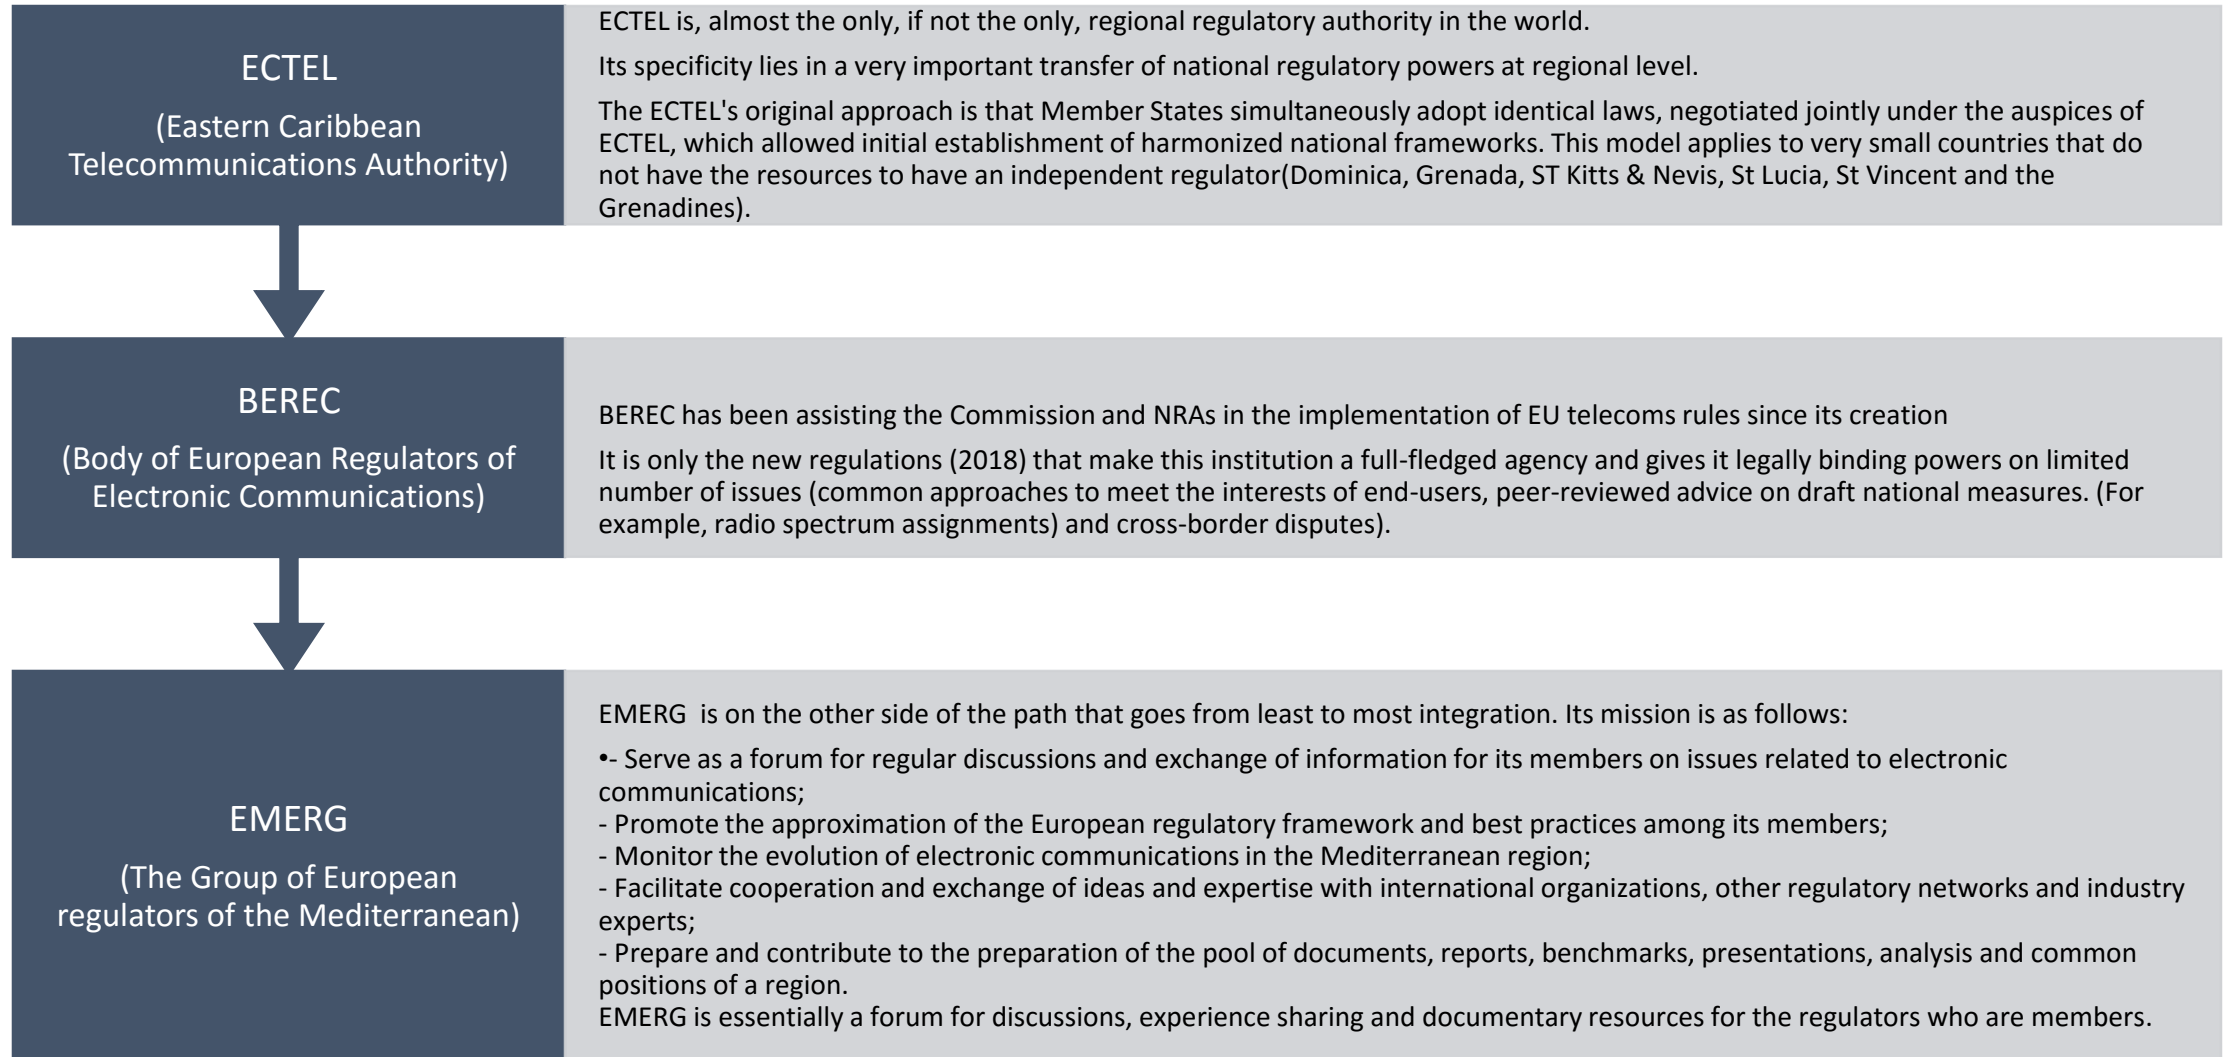 ECTEL
(Eastern Caribbean
Telecommunications Authority)
ECTEL is, almost the only, if not the only, regional regulatory authority in the world.
Its specificity lies in a very important transfer of national regulatory powers at regional level.
The ECTEL's original approach is that Member States simultaneously adopt identical laws, negotiated jointly under the auspices of
ECTEL, which allowed initial establishment of harmonized national frameworks. This model applies to very small countries that do
not have the resources to have an independent regulator(Dominica, Grenada, ST Kitts & Nevis, St Lucia, St Vincent and the
Grenadines).
BEREC
(Body of European Regulators of
Electronic Communications)
BEREC has been assisting the Commission and NRAs in the implementation of EU telecoms rules since its creation
It is only the new regulations (2018) that make this institution a full-fledged agency and gives it legally binding powers on limited
number of issues (common approaches to meet the interests of end-users, peer-reviewed advice on draft national measures. (For
example, radio spectrum assignments) and cross-border disputes).
EMERG
(The Group of European
regulators of the Mediterranean)
EMERG  is on the other side of the path that goes from least to most integration. Its mission is as follows:
•- Serve as a forum for regular discussions and exchange of information for its members on issues related to electronic
communications;
- Promote the approximation of the European regulatory framework and best practices among its members;
- Monitor the evolution of electronic communications in the Mediterranean region;
- Facilitate cooperation and exchange of ideas and expertise with international organizations, other regulatory networks and industry
experts;
- Prepare and contribute to the preparation of the pool of documents, reports, benchmarks, presentations, analysis and common
positions of a region.
EMERG is essentially a forum for discussions, experience sharing and documentary resources for the regulators who are members.